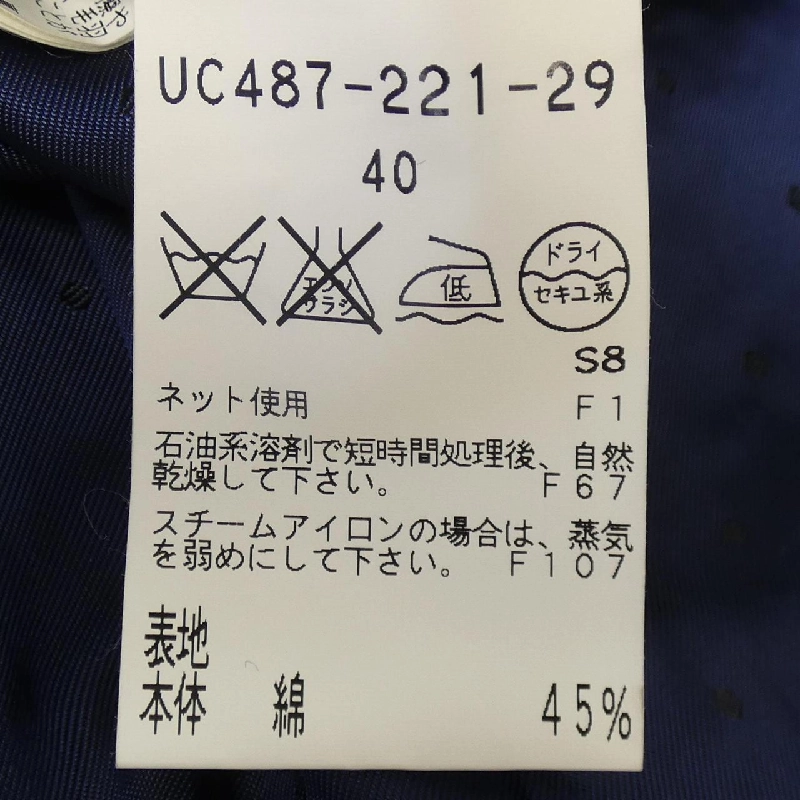 UC487-221-29
40
エンソ
サラシ
低
ドライ
セキユ系
S8
ネット使用 F1
石油系溶剤で短時間処理後、自然
乾燥して下さい。 F67
スチームアイロンの場合は、蒸気
を弱めにして下さい。 F107
表地
本体 綿 45%